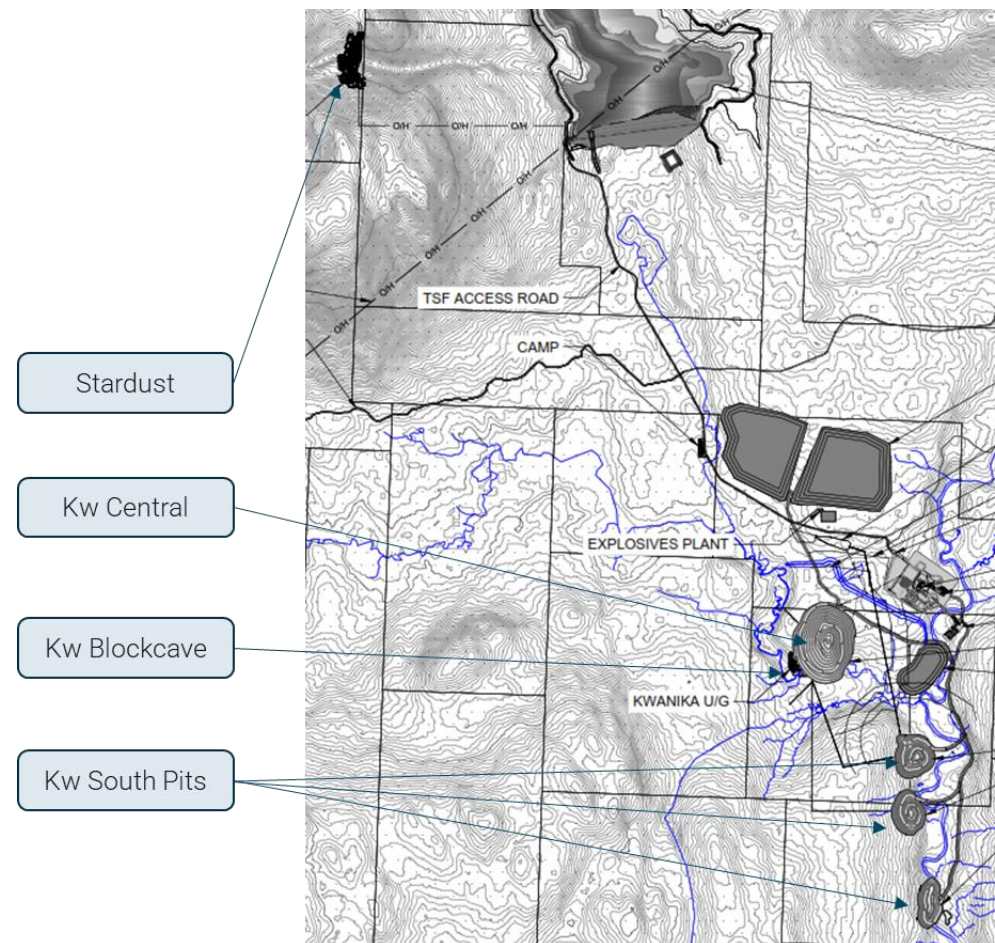 O/H
O/H
O/H
O/H
O/H
O/H
O/H
O/H
O/H
O/H
O/H
TSF ACCESS ROAD
CAMP
Stardust
Kw Central
EXPLOSIVES PLANT
Kw Blockcave
KWANIKA U/G
Kw South Pits